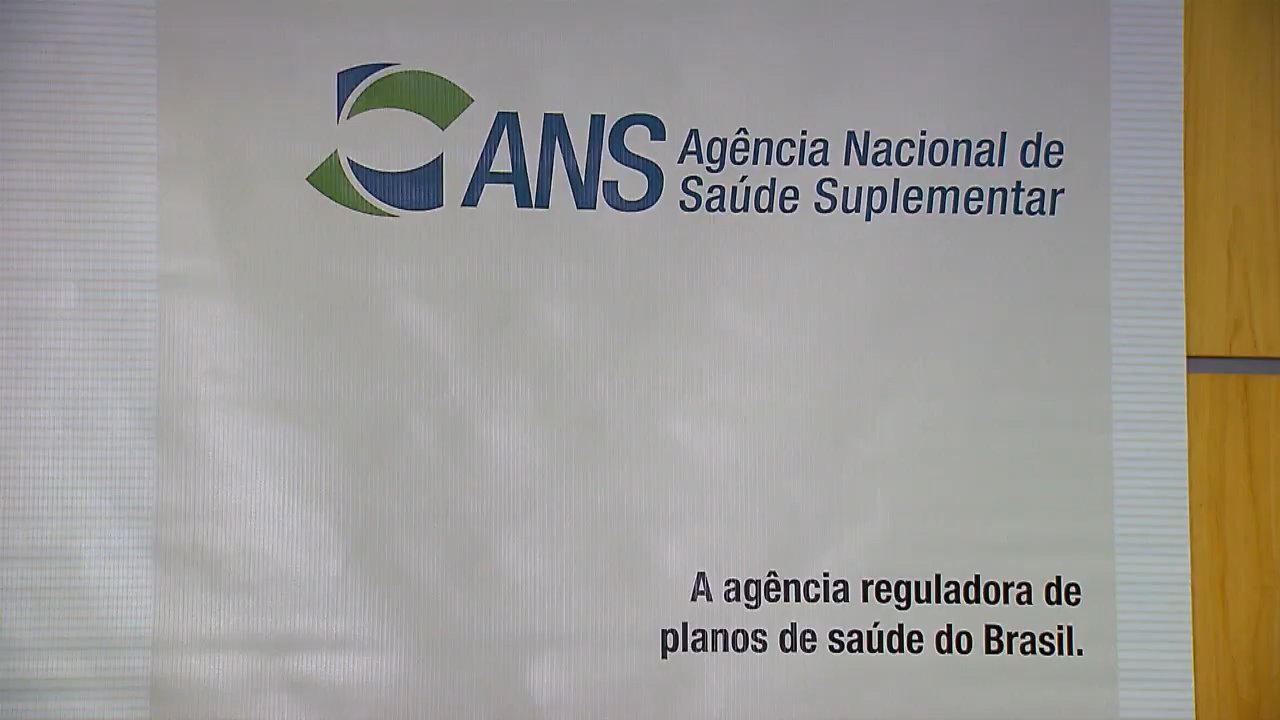 ANS Agência Nacional de
Saúde Suplementar
A agência reguladora de
planos de saúde do Brasil.